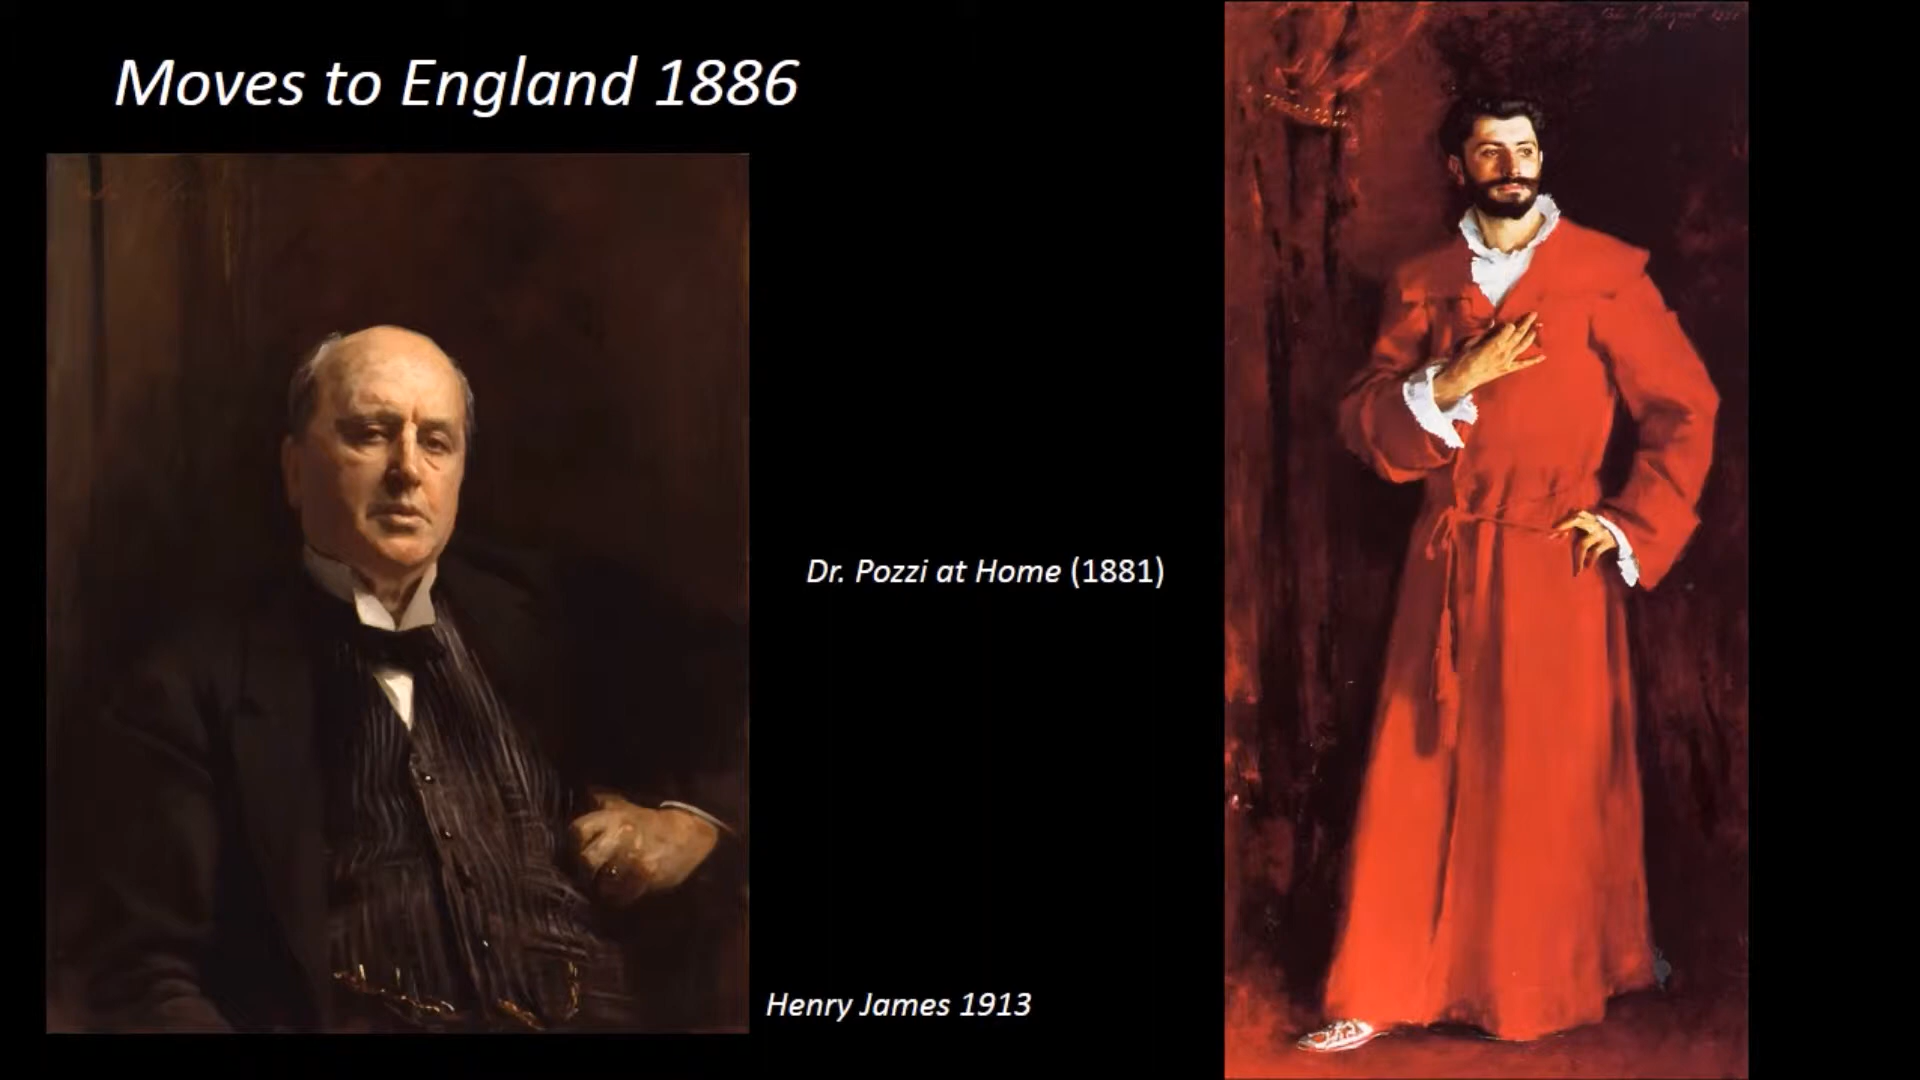 Moves to England 1886
Dr. Pozzi at Home (1881)
Henry James 1913